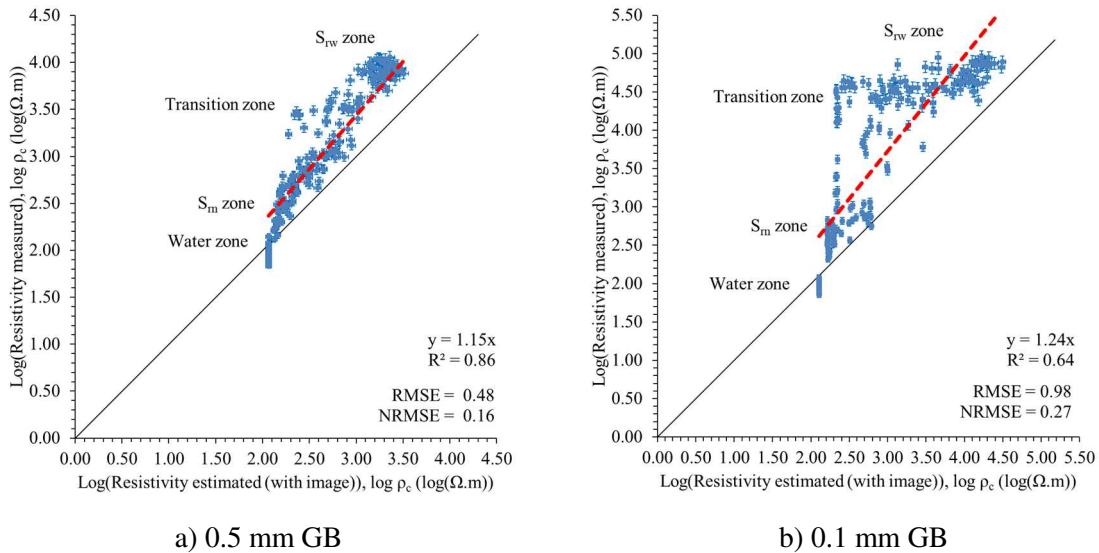 4.50
4.00
3.50
3.00
2.50
2.00
1.50
1.00
0.50
0.00
Log(Resistivity measured), log ρc (log(Ω.m))
Srw zone
Transition zone
Sm zone
Water zone
y = 1.15x
R² = 0.86
RMSE = 0.48
NRMSE = 0.16
0.00 0.50 1.00 1.50 2.00 2.50 3.00 3.50 4.00 4.50
Log(Resistivity estimated (with image)), log ρc (log(Ω.m))
a) 0.5 mm GB
5.50
5.00
4.50
4.00
3.50
3.00
2.50
2.00
1.50
1.00
0.50
0.00
Log(Resistivity measured), log ρc (log(Ω.m))
Srw zone
Transition zone
Sm zone
Water zone
y = 1.24x
R² = 0.64
RMSE = 0.98
NRMSE = 0.27
0.00 0.50 1.00 1.50 2.00 2.50 3.00 3.50 4.00 4.50 5.00 5.50
Log(Resistivity estimated (with image)), log ρc (log(Ω.m))
b) 0.1 mm GB